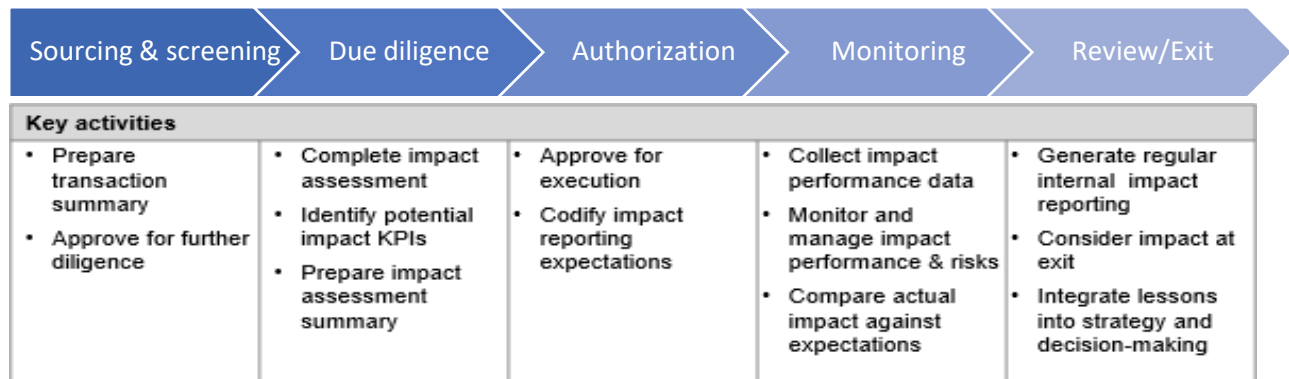 Sourcing & screening
Due diligence
Authorization
Monitoring
Review/Exit
Key activities
• Prepare
transaction
summary
• Approve for further
diligence
• Complete impact
assessment
• Identify potential
impact KPIs
• Prepare impact
assessment
summary
• Approve for
execution
• Codify impact
reporting
expectations
• Collect impact
performance data
• Monitor and
manage impact
performance & risks
• Compare actual
impact against
expectations
• Generate regular
internal impact
reporting
• Consider impact at
exit
• Integrate lessons
into strategy and
decision-making